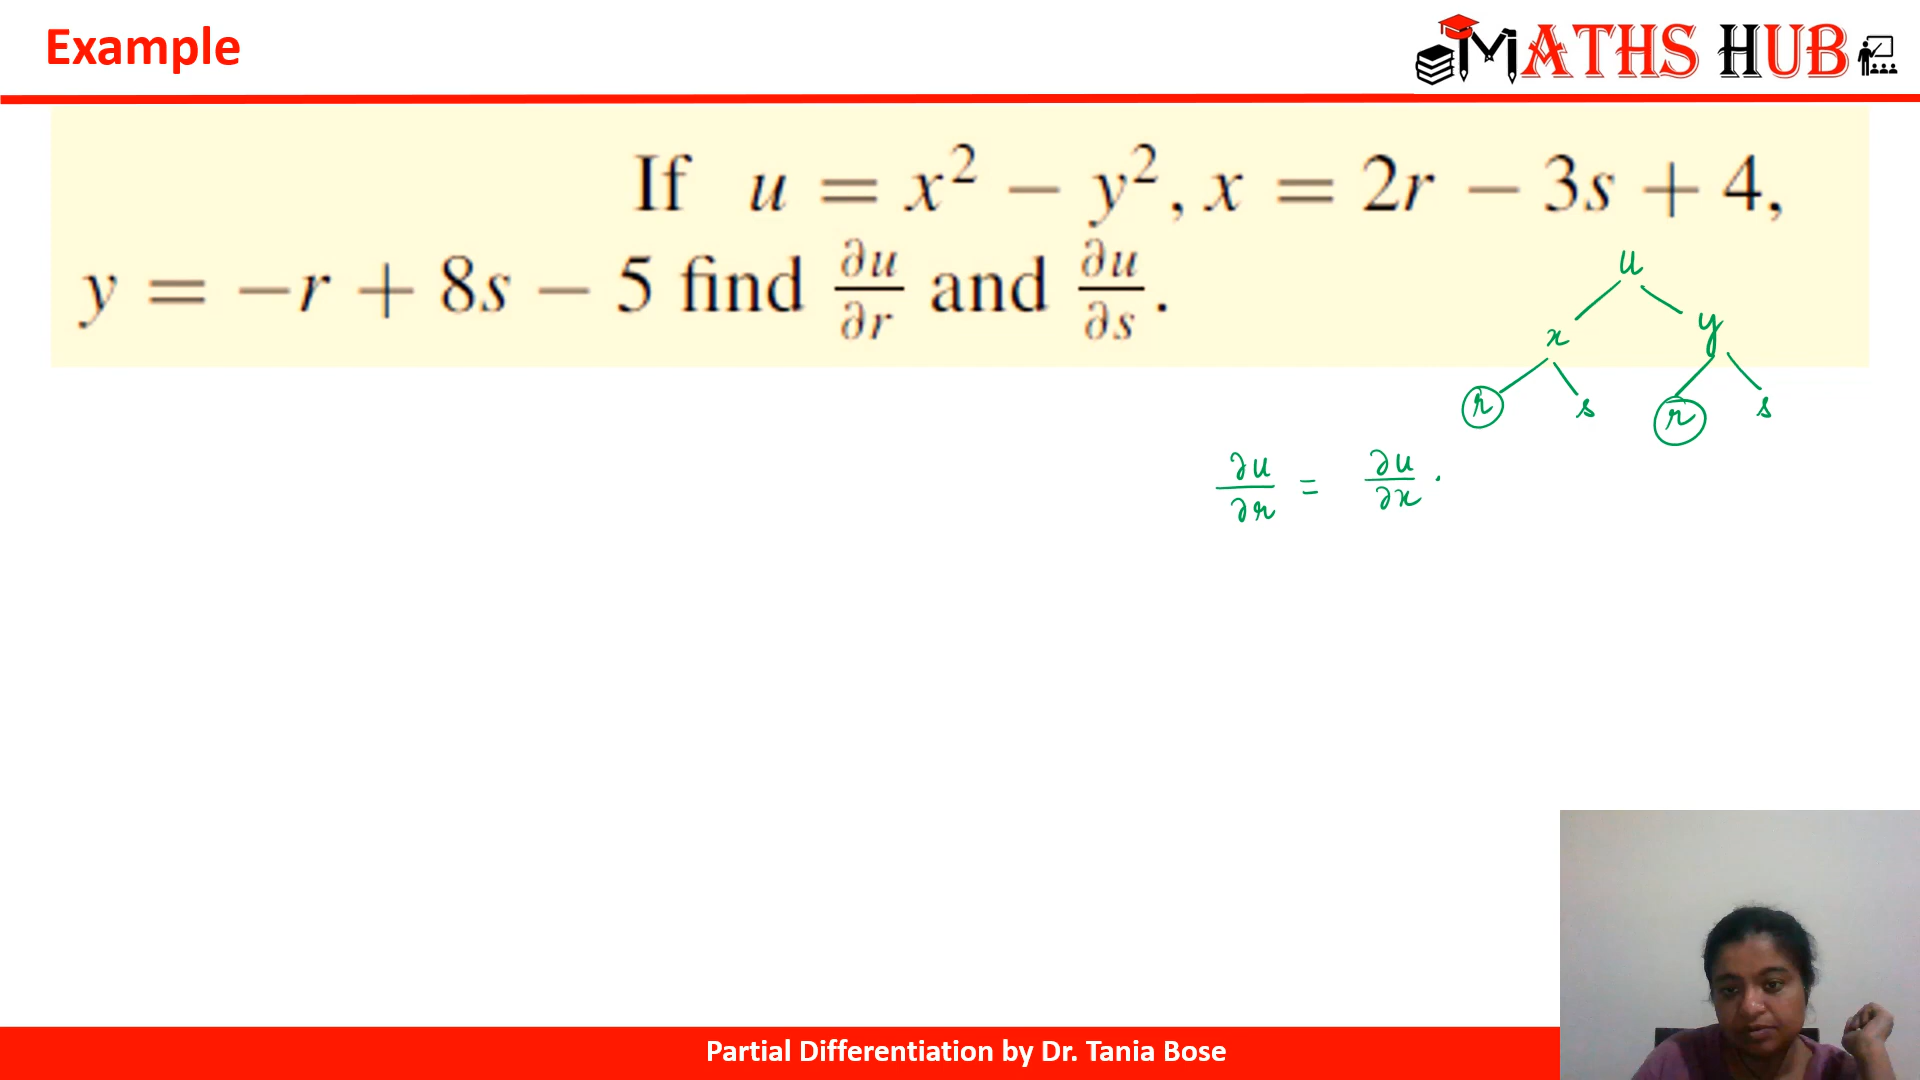 Example
MATHS HUB
If u = x² − y², x = 2r − 3s + 4,
y = −r + 8s − 5 find ∂u/∂r and ∂u/∂s.
u
x y
r s r s
∂u/∂r = ∂u/∂x ·
Partial Differentiation by Dr. Tania Bose